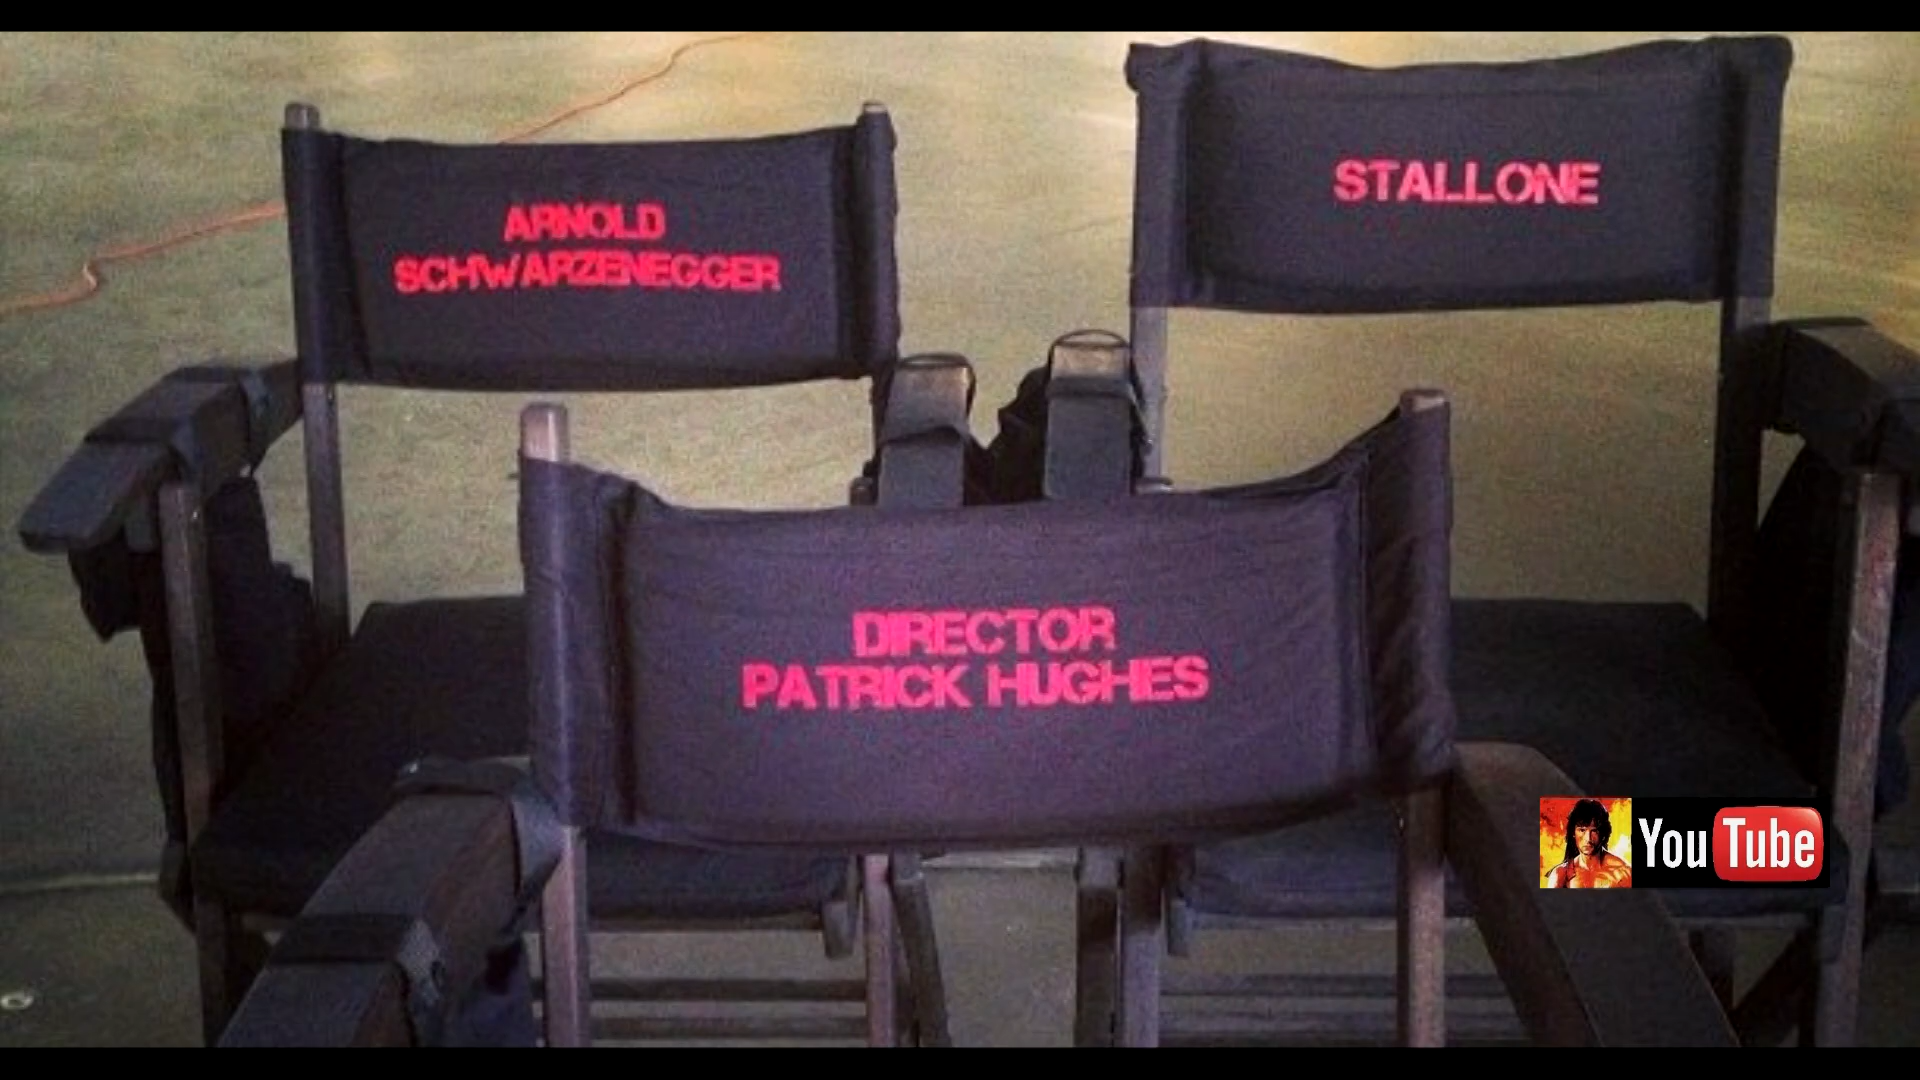 ARNOLD
SCHWARZENEGGER
STALLONE
DIRECTOR
PATRICK HUGHES
YouTube